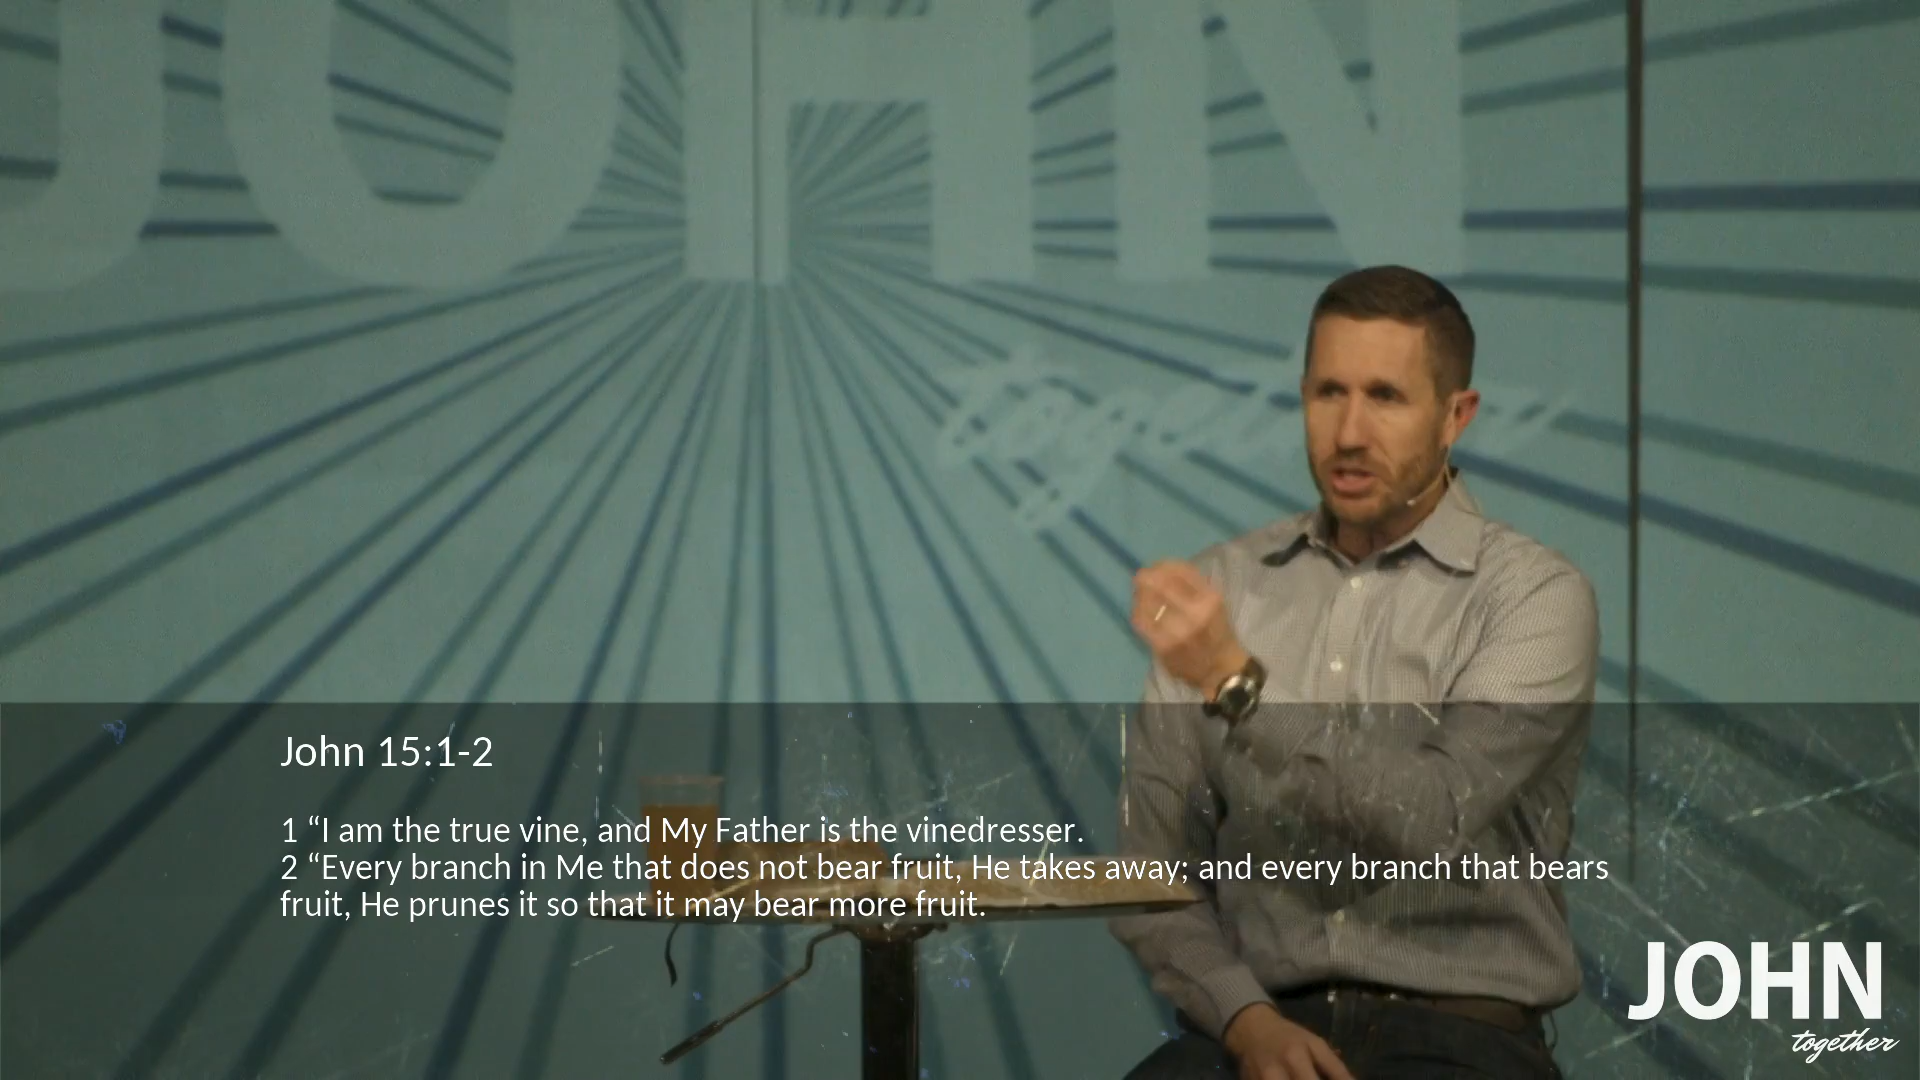 JOHN
together
John 15:1-2
1 “I am the true vine, and My Father is the vinedresser.
2 “Every branch in Me that does not bear fruit, He takes away; and every branch that bears
fruit, He prunes it so that it may bear more fruit.
JOHN
together